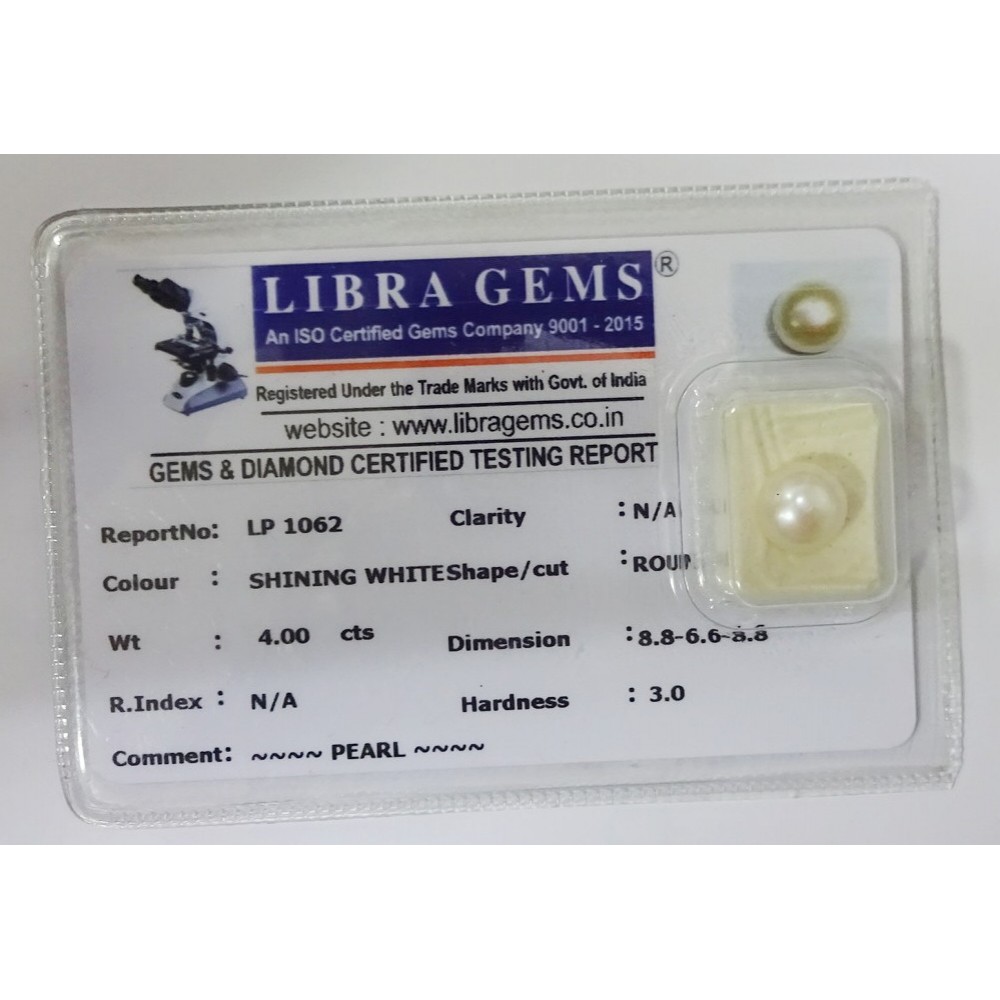 LIBRA GEMS ®
An ISO Certified Gems Company 9001 - 2015
Registered Under the Trade Marks with Govt. of India
website : www.libragems.co.in
GEMS & DIAMOND CERTIFIED TESTING REPORT
ReportNo: LP 1062 Clarity : N/A
Colour : SHINING WHITE Shape/cut : ROUN
Wt : 4.00 cts Dimension : 8.8-6.6-8.8
R.Index : N/A Hardness : 3.0
Comment: ~~~~ PEARL ~~~~